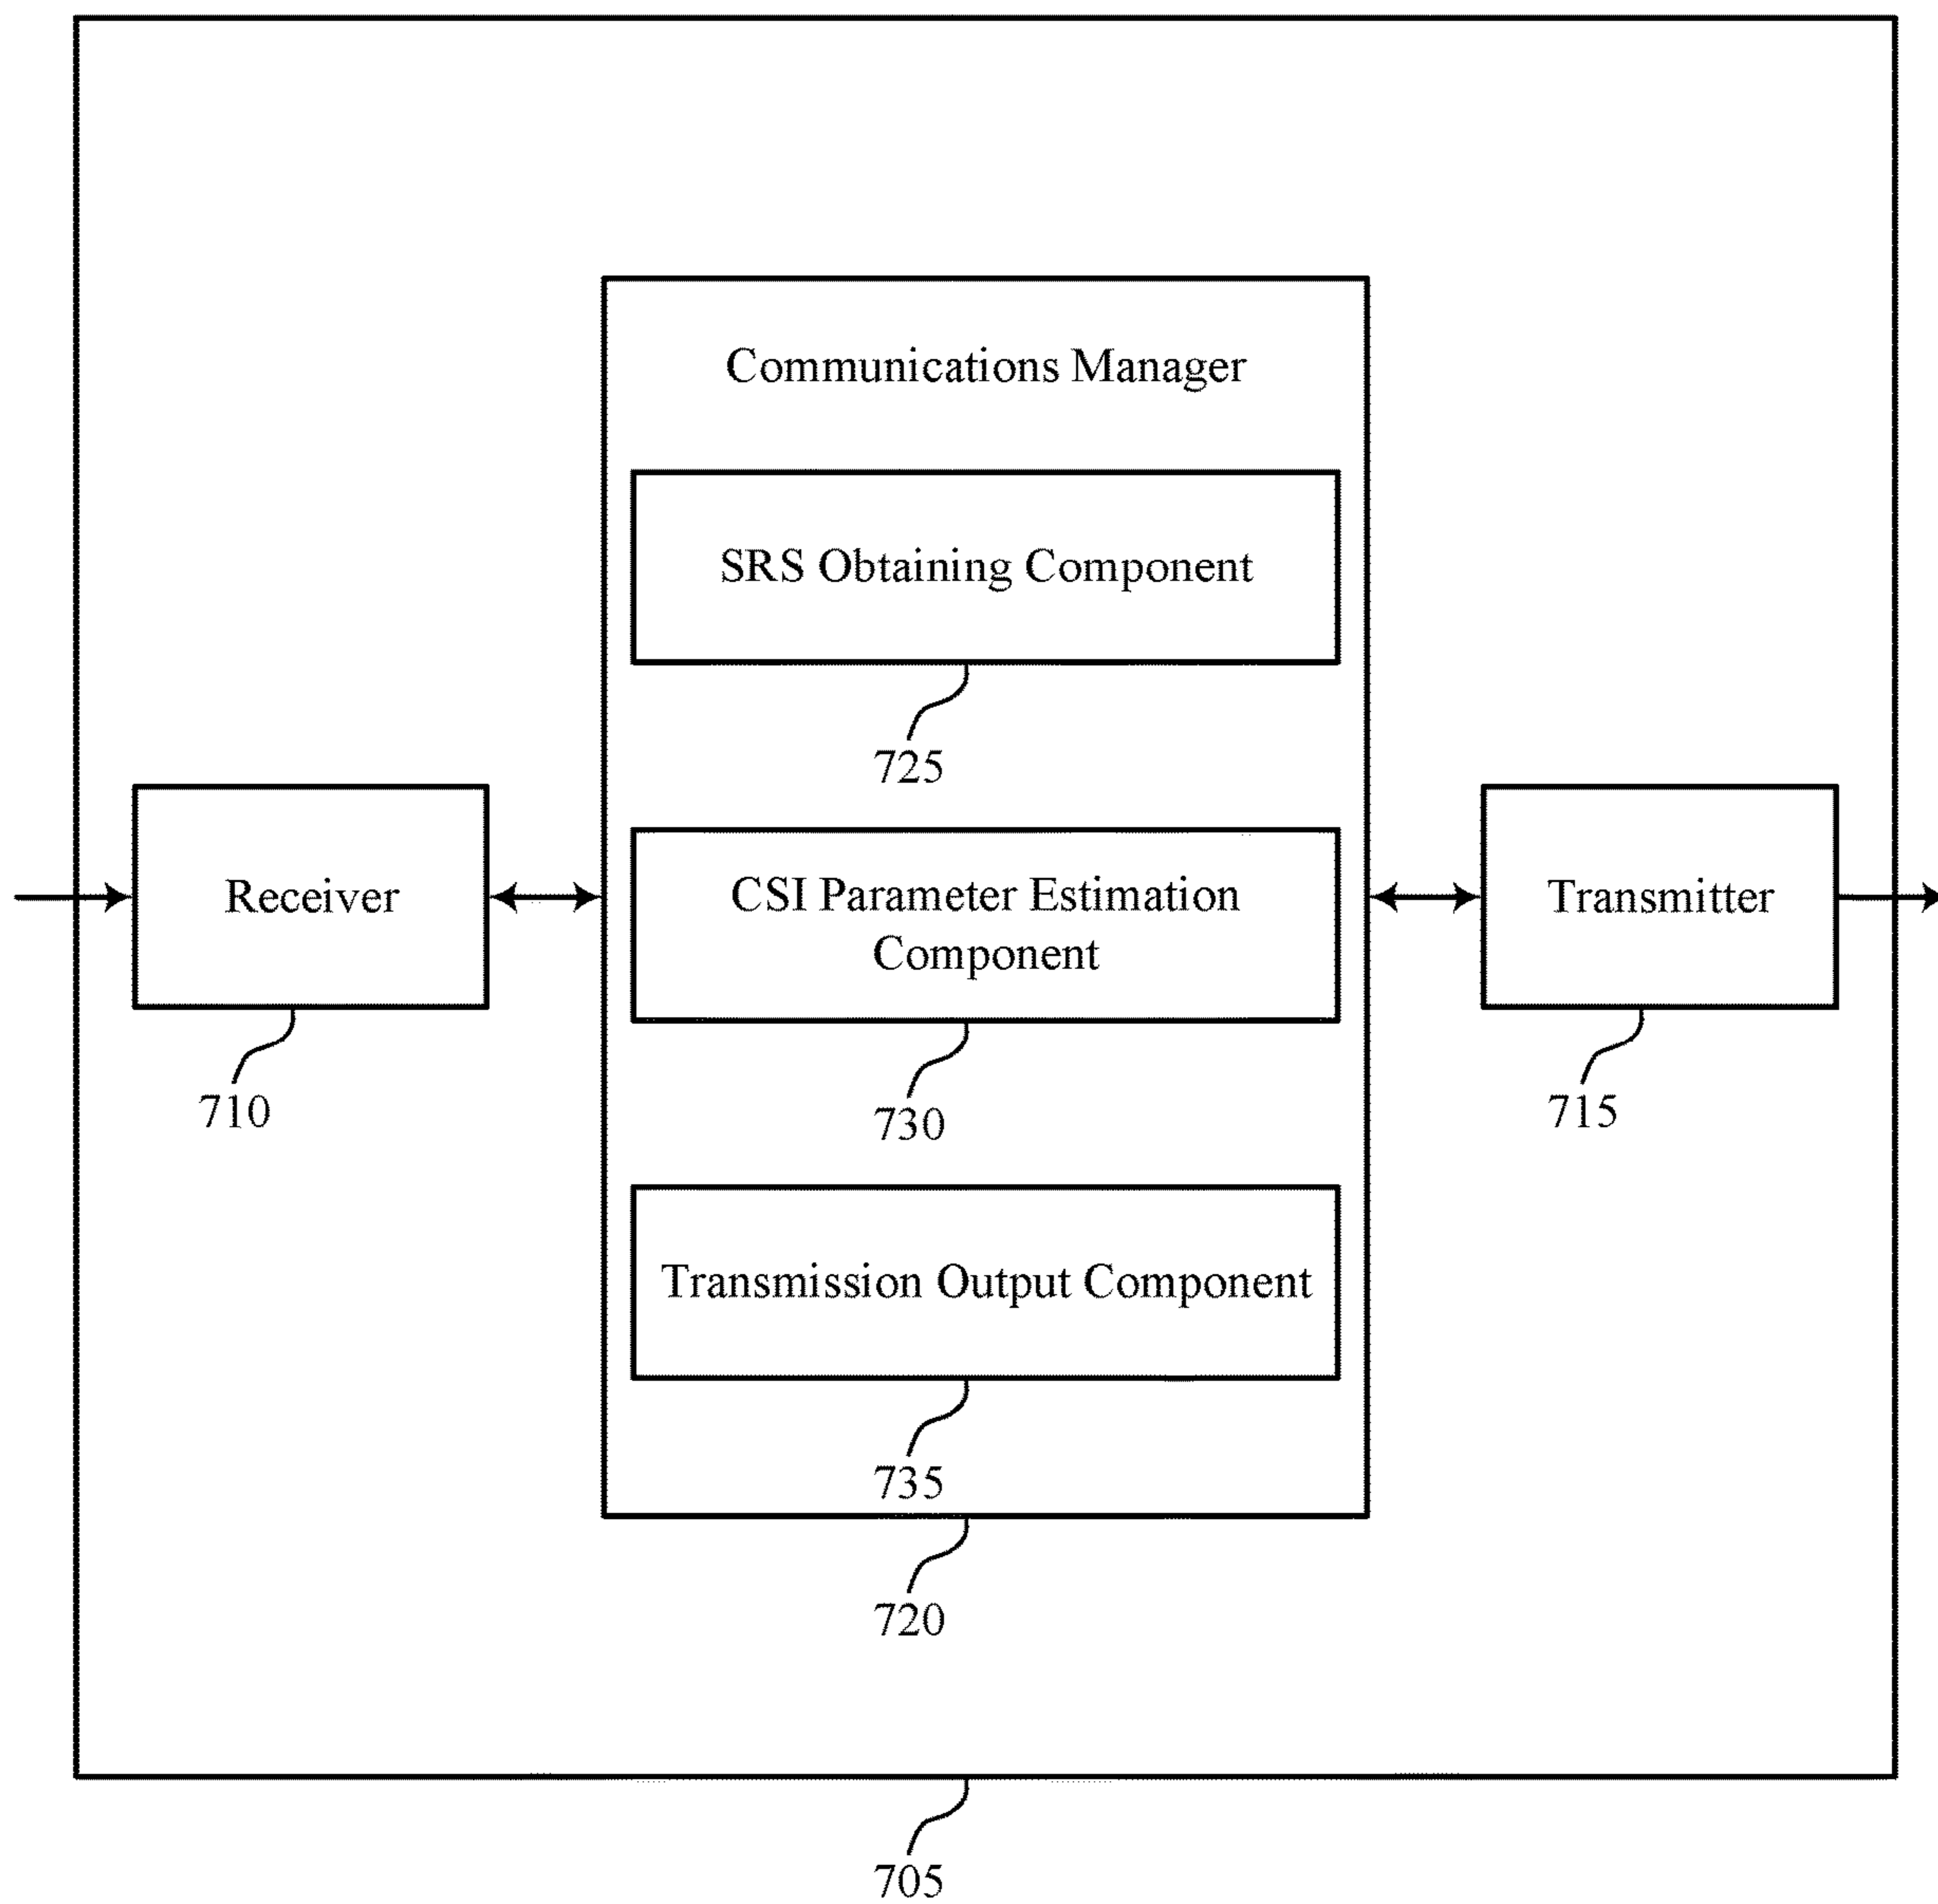 Communications Manager
SRS Obtaining Component
725
Receiver
710
CSI Parameter Estimation
Component
730
Transmitter
715
Transmission Output Component
735
720
705